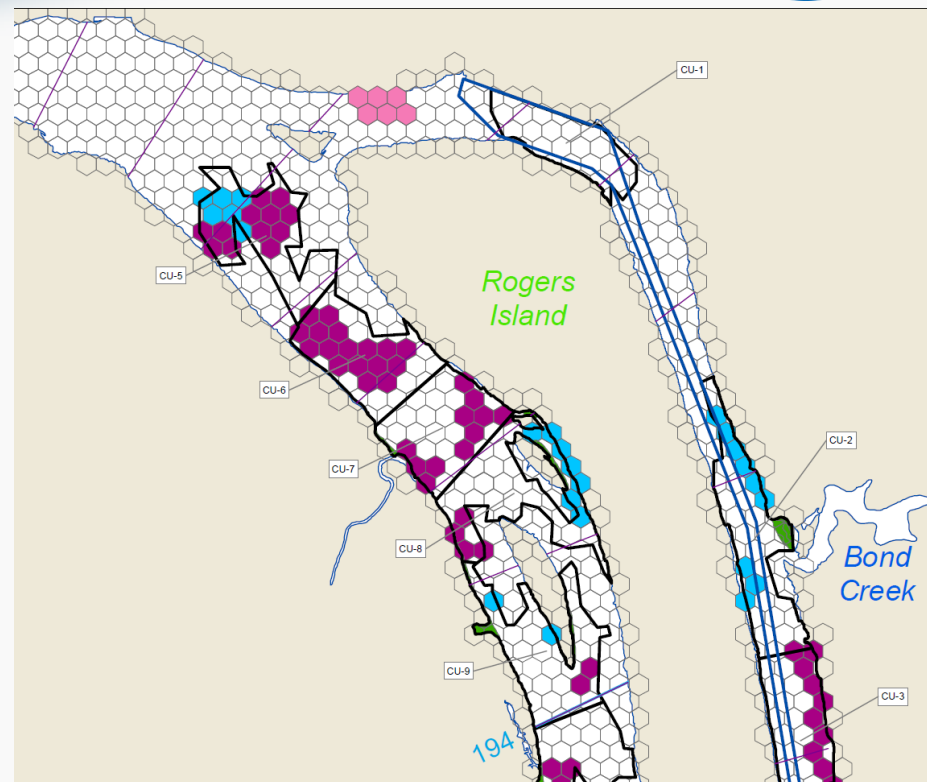 CU-1
CU-5
Rogers
Island
CU-6
CU-2
CU-7
CU-8
Bond
Creek
CU-9
CU-3
194